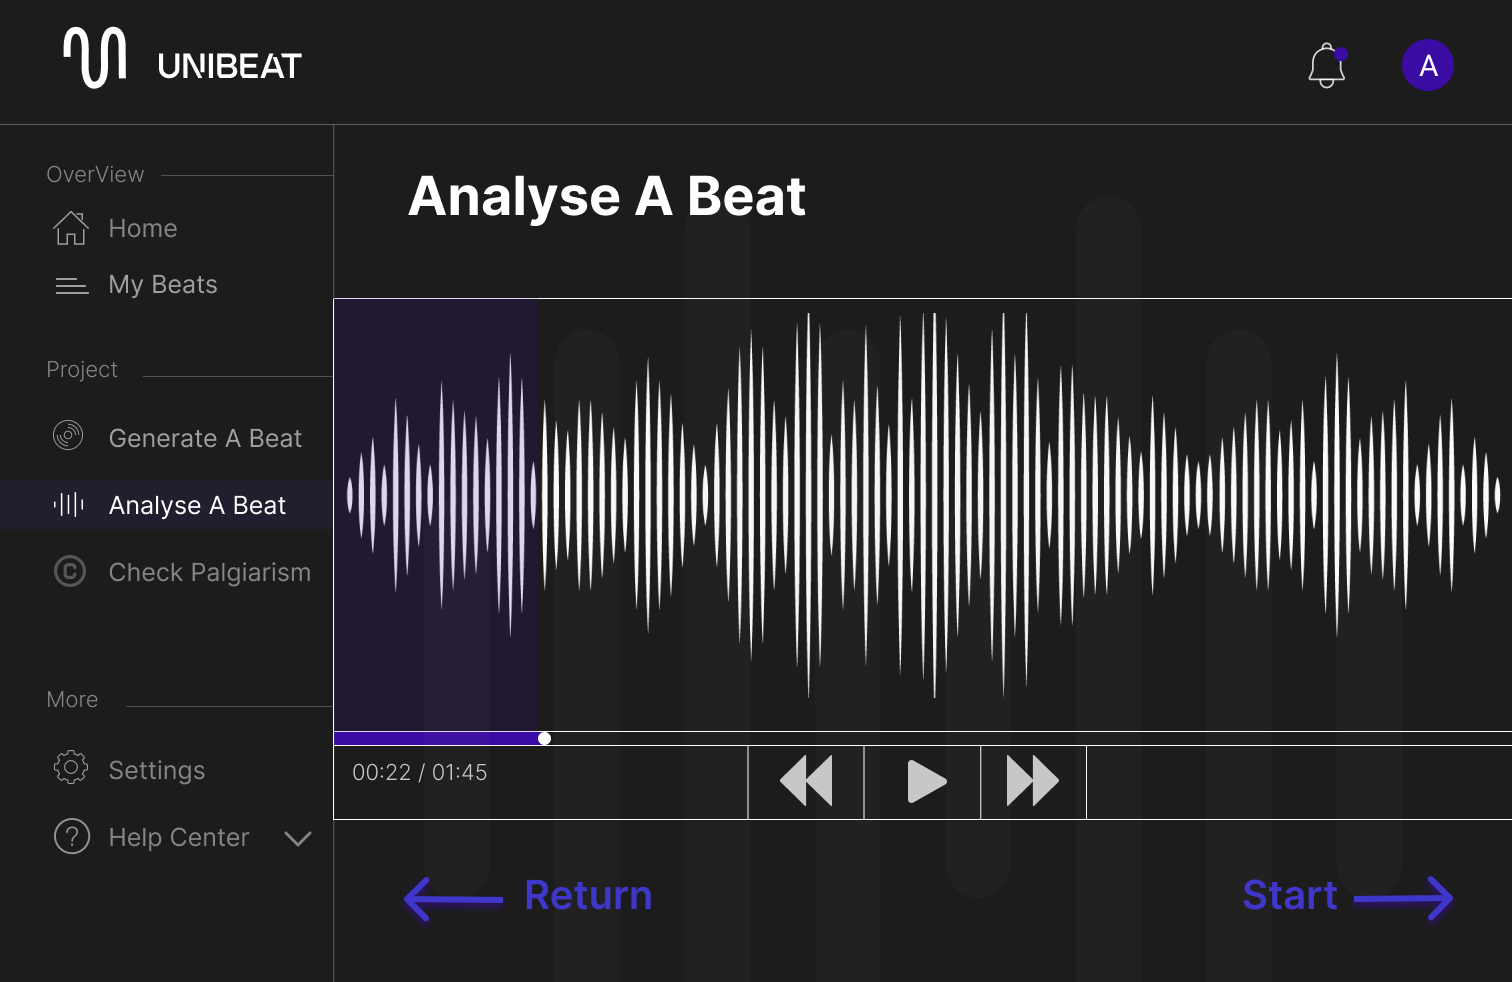 UNIBEAT
A
OverView
Home
My Beats
Project
Generate A Beat
Analyse A Beat
Check Palgiarism
More
Settings
Help Center
Analyse A Beat
00:22 / 01:45
Return
Start